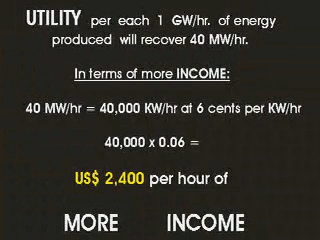 UTILITY per each 1 GW/hr. of energy
produced will recover 40 MW/hr.
In terms of more INCOME:
40 MW/hr = 40,000 KW/hr at 6 cents per KW/hr
40,000 x 0.06 =
US$ 2,400 per hour of
MORE INCOME